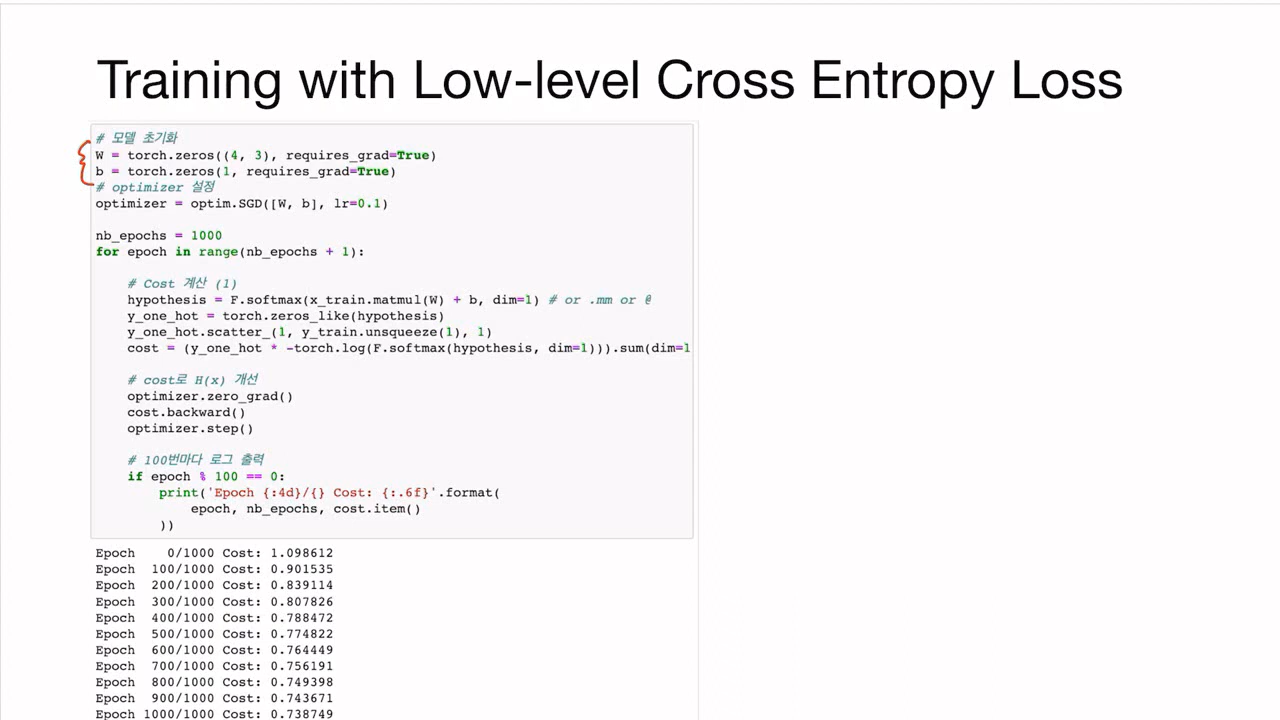 Training with Low-level Cross Entropy Loss
# 모델 초기화
W = torch.zeros((4, 3), requires_grad=True)
b = torch.zeros(1, requires_grad=True)
# optimizer 설정
optimizer = optim.SGD([W, b], lr=0.1)
nb_epochs = 1000
for epoch in range(nb_epochs + 1):
# Cost 계산 (1)
hypothesis = F.softmax(x_train.matmul(W) + b, dim=1) # or .mm or @
y_one_hot = torch.zeros_like(hypothesis)
y_one_hot.scatter_(1, y_train.unsqueeze(1), 1)
cost = (y_one_hot * -torch.log(F.softmax(hypothesis, dim=1))).sum(dim=1
# cost로 H(x) 개선
optimizer.zero_grad()
cost.backward()
optimizer.step()
# 100번마다 로그 출력
if epoch % 100 == 0:
print('Epoch {:4d}/{} Cost: {:.6f}'.format(
epoch, nb_epochs, cost.item()
))
Epoch    0/1000 Cost: 1.098612
Epoch  100/1000 Cost: 0.901535
Epoch  200/1000 Cost: 0.839114
Epoch  300/1000 Cost: 0.807826
Epoch  400/1000 Cost: 0.788472
Epoch  500/1000 Cost: 0.774822
Epoch  600/1000 Cost: 0.764449
Epoch  700/1000 Cost: 0.756191
Epoch  800/1000 Cost: 0.749398
Epoch  900/1000 Cost: 0.743671
Epoch 1000/1000 Cost: 0.738749